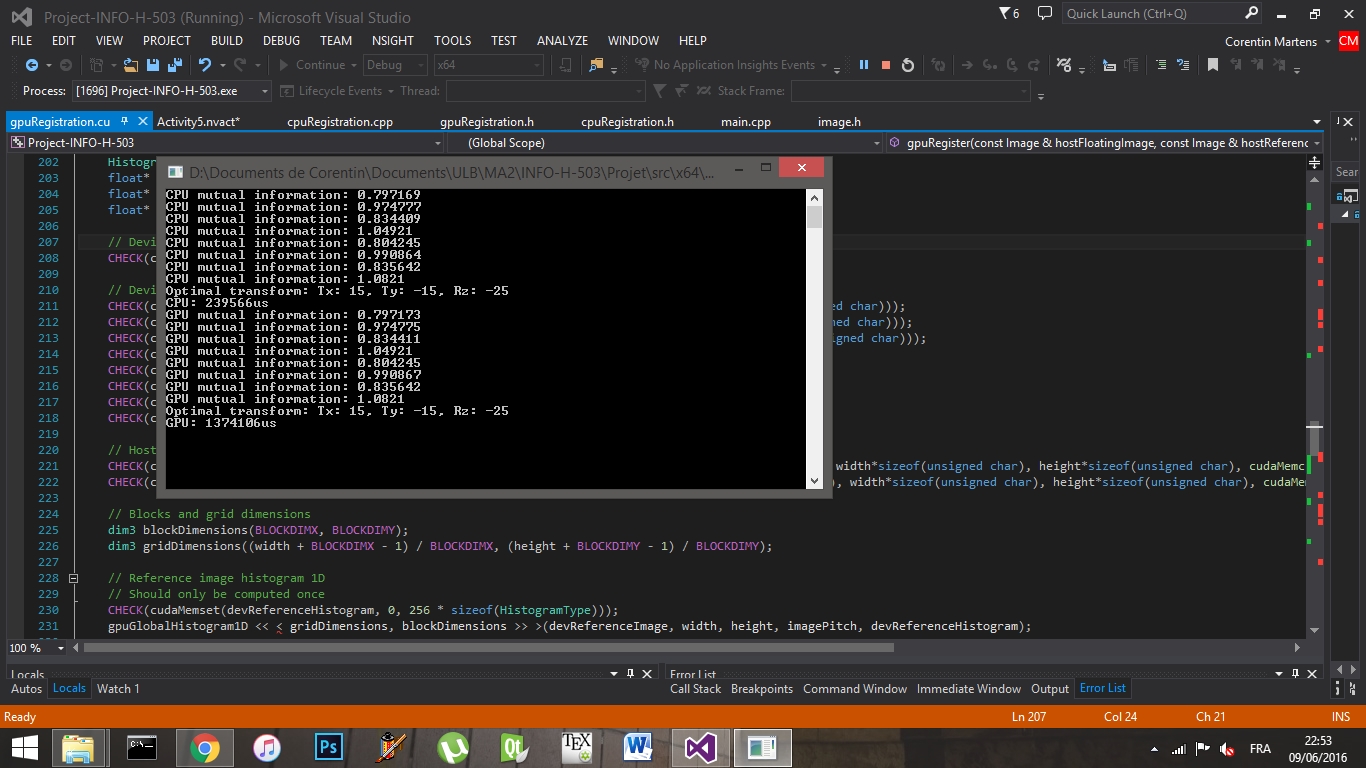 Project-INFO-H-503 (Running) - Microsoft Visual Studio
6
Quick Launch (Ctrl+Q)
FILE EDIT VIEW PROJECT BUILD DEBUG TEAM NSIGHT TOOLS TEST ANALYZE WINDOW HELP
Corentin Martens CM
Continue Debug x64 No Application Insights Events
Process: [1696] Project-INFO-H-503.exe Lifecycle Events Thread: Stack Frame:
gpuRegistration.cu Activity5.nvact* cpuRegistration.cpp gpuRegistration.h cpuRegistration.h main.cpp image.h
Project-INFO-H-503 (Global Scope) gpuRegister(const Image & hostFloatingImage, const Image & hostReferenc
Sear
D:\Documents de Corentin\Documents\ULB\MA2\INFO-H-503\Projet\src\x64\...
CPU mutual information: 0.797169
CPU mutual information: 0.974777
CPU mutual information: 0.834409
CPU mutual information: 1.04921
CPU mutual information: 0.804245
CPU mutual information: 0.990864
CPU mutual information: 0.835642
CPU mutual information: 1.0821
Optimal transform: Tx: 15, Ty: -15, Rz: -25
CPU: 239566us
GPU mutual information: 0.797173
GPU mutual information: 0.974775
GPU mutual information: 0.834411
GPU mutual information: 1.04921
GPU mutual information: 0.804245
GPU mutual information: 0.990867
GPU mutual information: 0.835642
GPU mutual information: 1.0821
Optimal transform: Tx: 15, Ty: -15, Rz: -25
GPU: 1374106us
202 Histogr
203 float*
204 float*
205 float*
206
207 // Devi
208 CHECK(c
209
210 // Devi
211 CHECK(c ed char)));
212 CHECK(c ned char)));
213 CHECK(c igned char)));
214 CHECK(c
215 CHECK(c
216 CHECK(c
217 CHECK(c
218 CHECK(c
219
220 // Host
221 CHECK(c width*sizeof(unsigned char), height*sizeof(unsigned char), cudaMemc
222 CHECK(c ), width*sizeof(unsigned char), height*sizeof(unsigned char), cudaMe
223
224 // Blocks and grid dimensions
225 dim3 blockDimensions(BLOCKDIMX, BLOCKDIMY);
226 dim3 gridDimensions((width + BLOCKDIMX - 1) / BLOCKDIMX, (height + BLOCKDIMY - 1) / BLOCKDIMY);
227
228 // Reference image histogram 1D
229 // Should only be computed once
230 CHECK(cudaMemset(devReferenceHistogram, 0, 256 * sizeof(HistogramType)));
231 gpuGlobalHistogram1D << < gridDimensions, blockDimensions >> >(devReferenceImage, width, height, imagePitch, devReferenceHistogram);
100 %
Locals Error List
Autos Locals Watch 1 Call Stack Breakpoints Command Window Immediate Window Output Error List
Ready Ln 207 Col 24 Ch 21 INS
C:\_ Ps Qt TEX W
FRA 22:53
09/06/2016